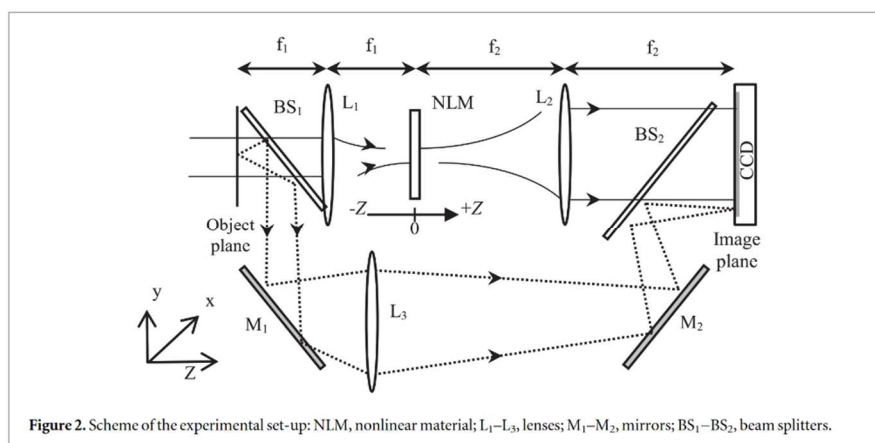 f₁ f₁ f₂ f₂
BS₁ L₁ NLM L₂ BS₂ CCD
-Z 0 +Z
Object plane
Image plane
y x Z
M₁ L₃ M₂
Figure 2. Scheme of the experimental set-up: NLM, nonlinear material; L₁–L₃, lenses; M₁–M₂, mirrors; BS₁–BS₂, beam splitters.